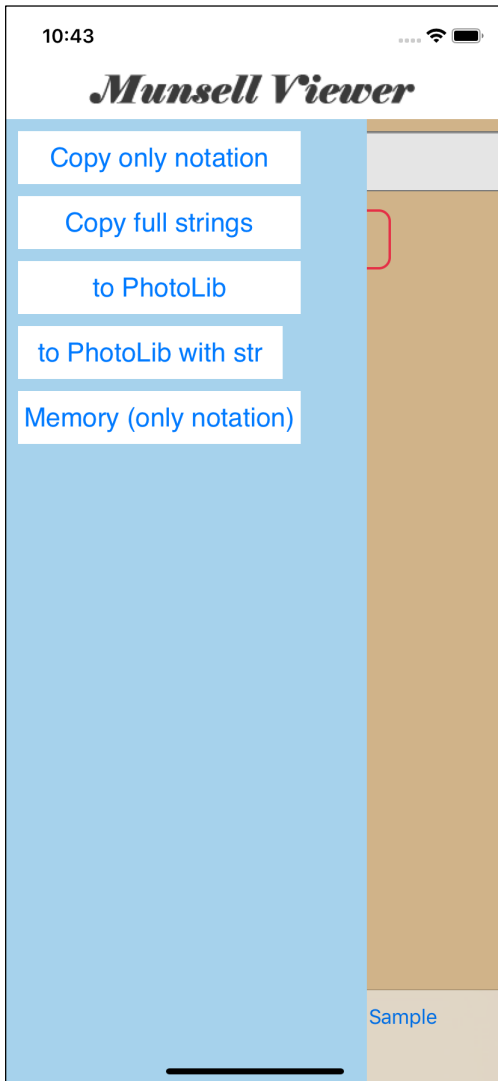 10:43
Munsell Viewer
Copy only notation
Copy full strings
to PhotoLib
to PhotoLib with str
Memory (only notation)
Sample